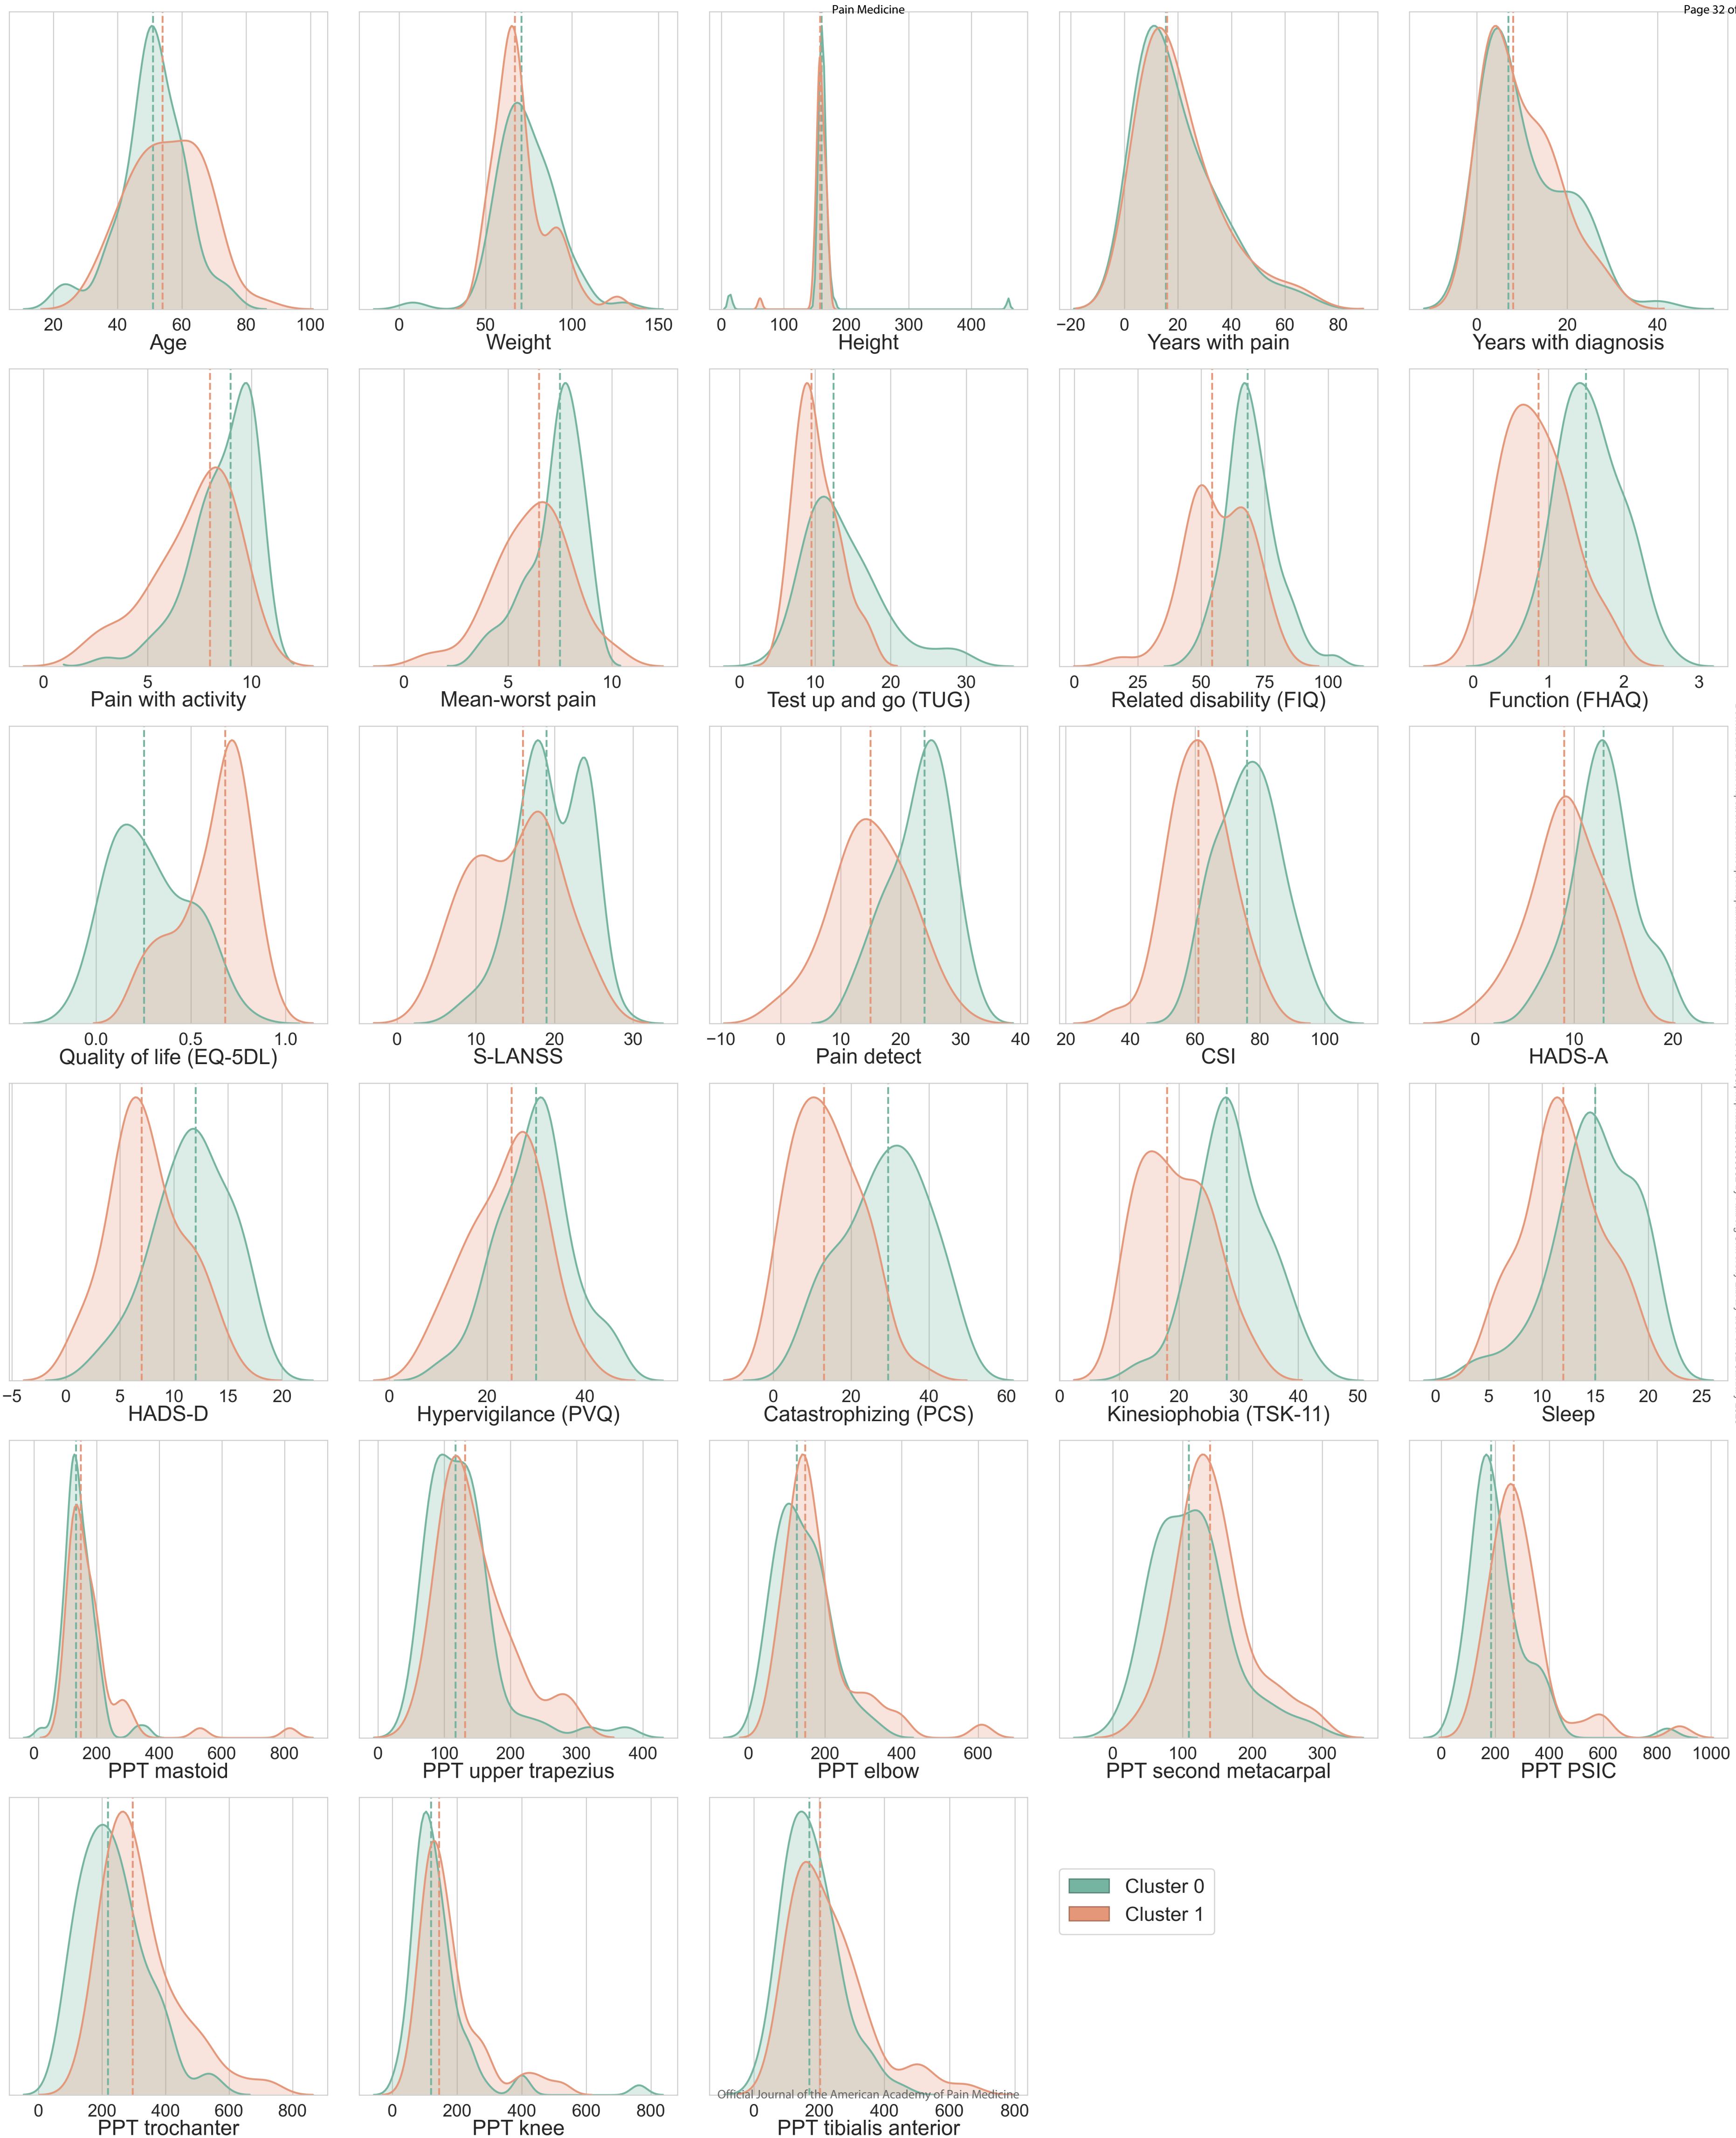 Pain Medicine
Page 32 of
20 40 60 80 100
Age
0 50 100 150
Weight
0 100 200 300 400
Height
−20 0 20 40 60 80
Years with pain
0 20 40
Years with diagnosis
0 5 10
Pain with activity
0 5 10
Mean-worst pain
0 10 20 30
Test up and go (TUG)
0 25 50 75 100
Related disability (FIQ)
0 1 2 3
Function (FHAQ)
0.0 0.5 1.0
Quality of life (EQ-5DL)
0 10 20 30
S-LANSS
−10 0 10 20 30 40
Pain detect
20 40 60 80 100
CSI
0 10 20
HADS-A
−5 0 5 10 15 20
HADS-D
0 20 40
Hypervigilance (PVQ)
0 20 40 60
Catastrophizing (PCS)
0 10 20 30 40 50
Kinesiophobia (TSK-11)
0 5 10 15 20 25
Sleep
0 200 400 600 800
PPT mastoid
0 100 200 300 400
PPT upper trapezius
0 200 400 600
PPT elbow
0 100 200 300
PPT second metacarpal
0 200 400 600 800 1000
PPT PSIC
0 200 400 600 800
PPT trochanter
0 200 400 600 800
PPT knee
Official Journal of the American Academy of Pain Medicine
0 200 400 600 800
PPT tibialis anterior
Cluster 0
Cluster 1